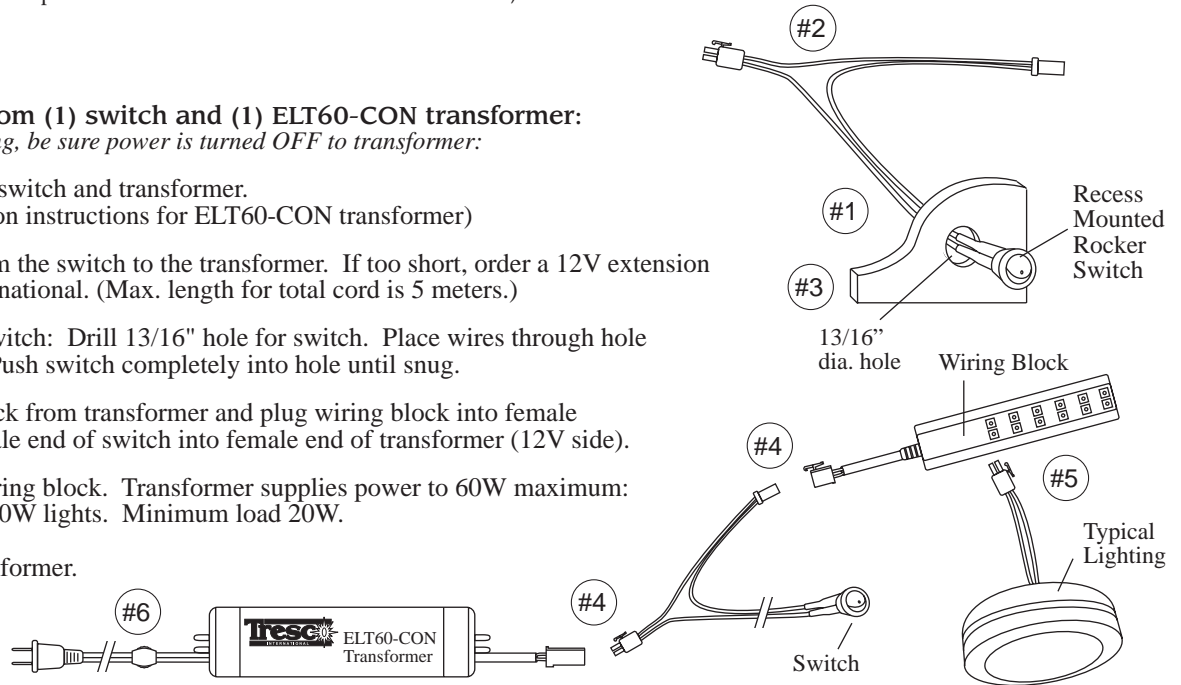 om (1) switch and (1) ELT60-CON transformer:
ng, be sure power is turned OFF to transformer:
switch and transformer.
on instructions for ELT60-CON transformer)
m the switch to the transformer.  If too short, order a 12V extension
national. (Max. length for total cord is 5 meters.)
witch:  Drill 13/16" hole for switch.  Place wires through hole
Push switch completely into hole until snug.
ck from transformer and plug wiring block into female
ale end of switch into female end of transformer (12V side).
ring block.  Transformer supplies power to 60W maximum:
0W lights.  Minimum load 20W.
former.
#2
#1
#3
Recess
Mounted
Rocker
Switch
13/16”
dia. hole
Wiring Block
#4
#5
Typical
Lighting
#6
Tresco
INTERNATIONAL
ELT60-CON
Transformer
#4
Switch